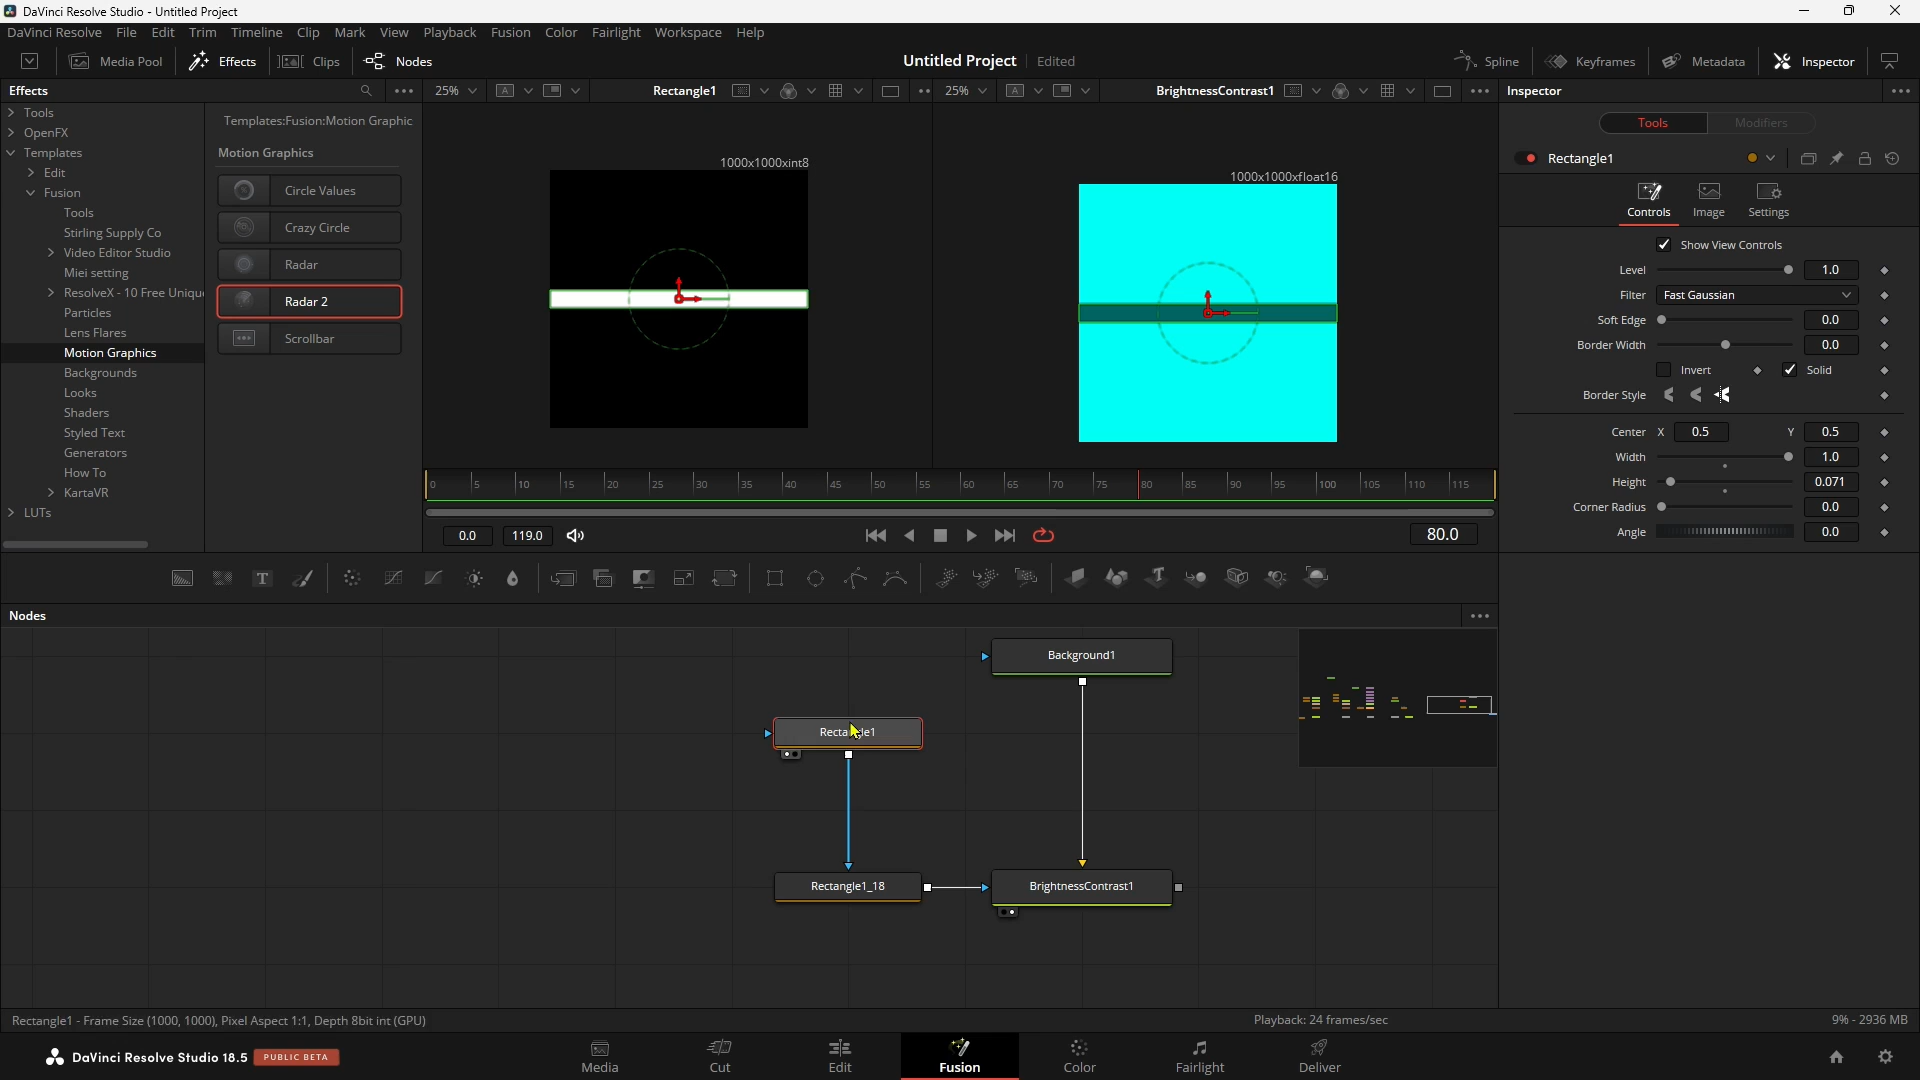 DaVinci Resolve Studio - Untitled Project
DaVinci Resolve File Edit Trim Timeline Clip Mark View Playback Fusion Color Fairlight Workspace Help
Media Pool Effects Clips Nodes Untitled Project Edited Spline Keyframes Metadata Inspector
Effects 25% A Rectangle1 25% A BrightnessContrast1 Inspector
Tools
OpenFX
Templates
Edit
Fusion
Tools
Stirling Supply Co
Video Editor Studio
Miei setting
ResolveX - 10 Free Uniqu
Particles
Lens Flares
Motion Graphics
Backgrounds
Looks
Shaders
Styled Text
Generators
How To
KartaVR
LUTs
Templates:Fusion:Motion Graphic
Motion Graphics
Circle Values
Crazy Circle
Radar
Radar 2
Scrollbar
1000x1000xint8
1000x1000xfloat16
0 5 10 15 20 25 30 35 40 45 50 55 60 65 70 75 80 85 90 95 100 105 110 115
0.0 119.0 80.0
Tools Modifiers
Rectangle1
Controls Image Settings
Show View Controls
Level 1.0
Filter Fast Gaussian
Soft Edge 0.0
Border Width 0.0
Invert Solid
Border Style
Center X 0.5 Y 0.5
Width 1.0
Height 0.071
Corner Radius 0.0
Angle 0.0
T
Nodes
Background1
Rectangle1
Rectangle1_18
BrightnessContrast1
Rectangle1 - Frame Size (1000, 1000), Pixel Aspect 1:1, Depth 8bit int (GPU) Playback: 24 frames/sec 9% - 2936 MB
DaVinci Resolve Studio 18.5 PUBLIC BETA
Media Cut Edit Fusion Color Fairlight Deliver